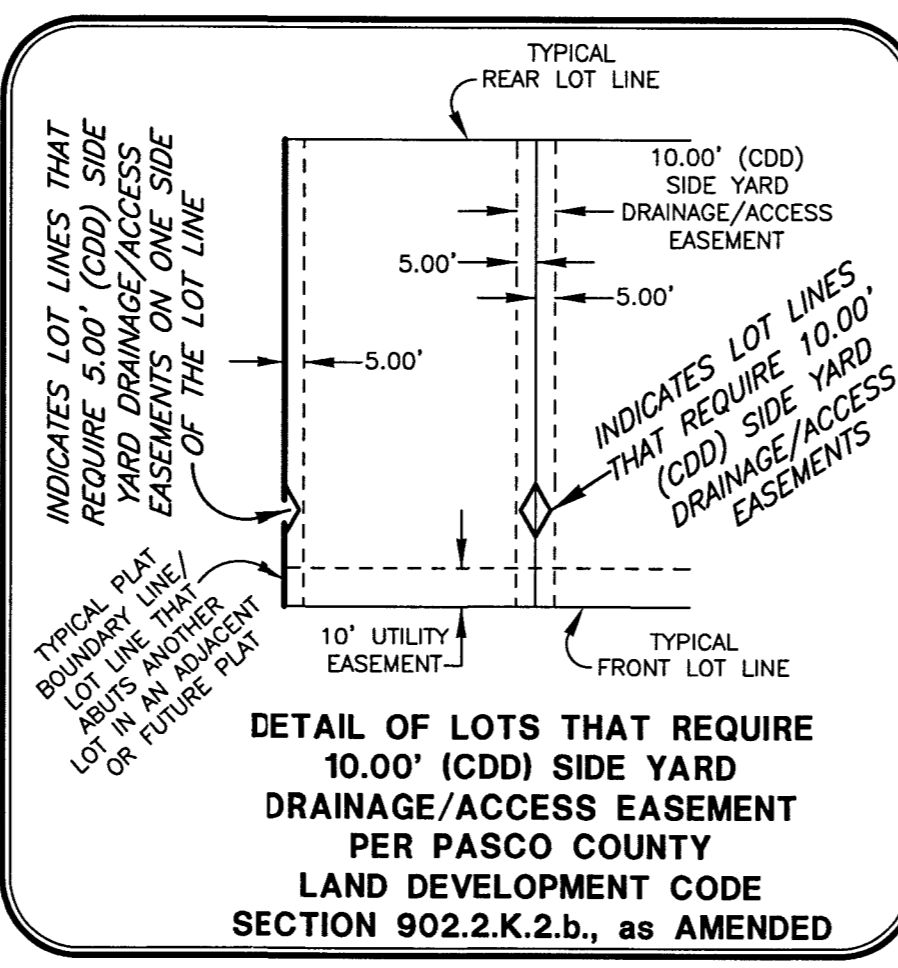 TYPICAL
REAR LOT LINE
INDICATES LOT LINES THAT
REQUIRE 5.00' (CDD) SIDE
YARD DRAINAGE/ACCESS
EASEMENTS ON ONE SIDE
OF THE LOT LINE
10.00' (CDD)
SIDE YARD
DRAINAGE/ACCESS
EASEMENT
5.00'
5.00'
5.00'
INDICATES LOT LINES
THAT REQUIRE 10.00'
(CDD) SIDE YARD
DRAINAGE/ACCESS
EASEMENTS
TYPICAL PLAT
BOUNDARY LINE/
LOT LINE THAT
ABUTS ANOTHER
LOT IN AN ADJACENT
OR FUTURE PLAT
10' UTILITY
EASEMENT
TYPICAL
FRONT LOT LINE
DETAIL OF LOTS THAT REQUIRE
10.00' (CDD) SIDE YARD
DRAINAGE/ACCESS EASEMENT
PER PASCO COUNTY
LAND DEVELOPMENT CODE
SECTION 902.2.K.2.b., as AMENDED